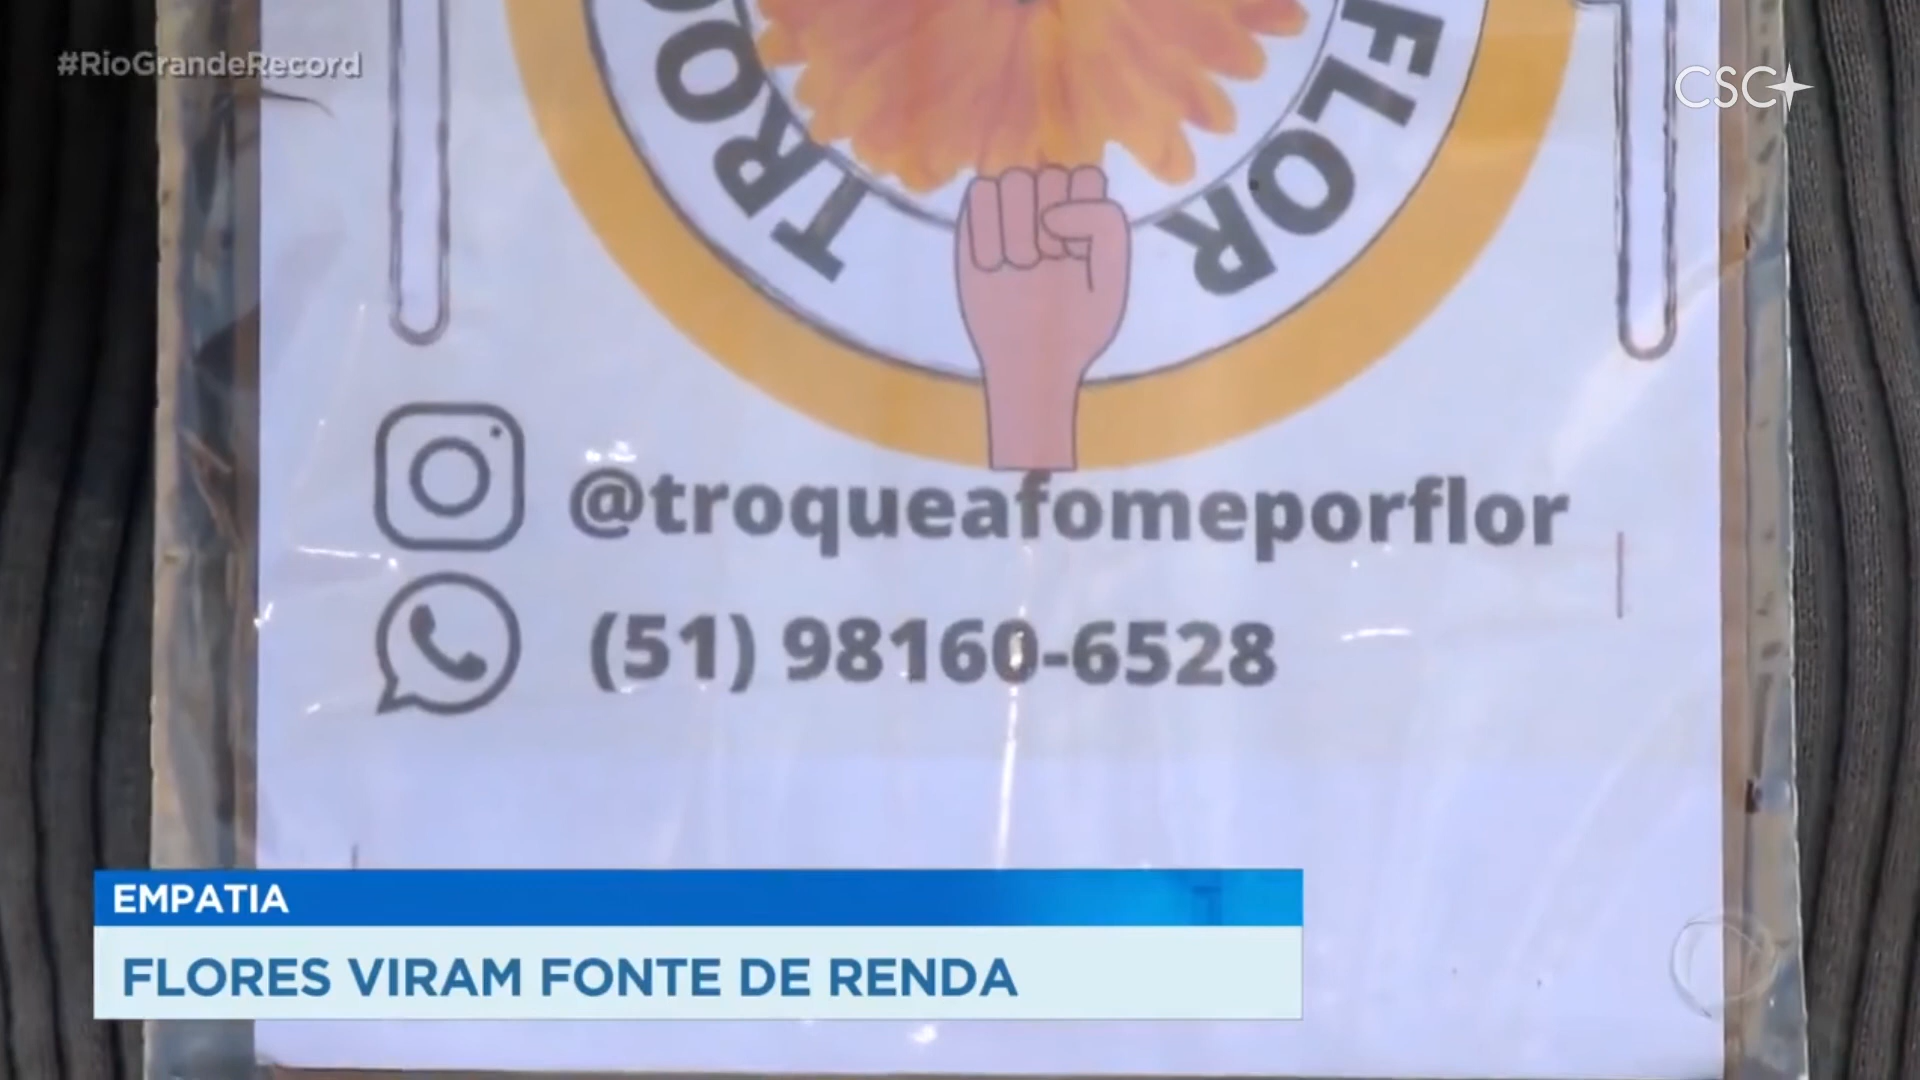 #RioGrandeRecord
CSC
FLOR
@troqueafomeporflor
(51) 98160-6528
EMPATIA
FLORES VIRAM FONTE DE RENDA